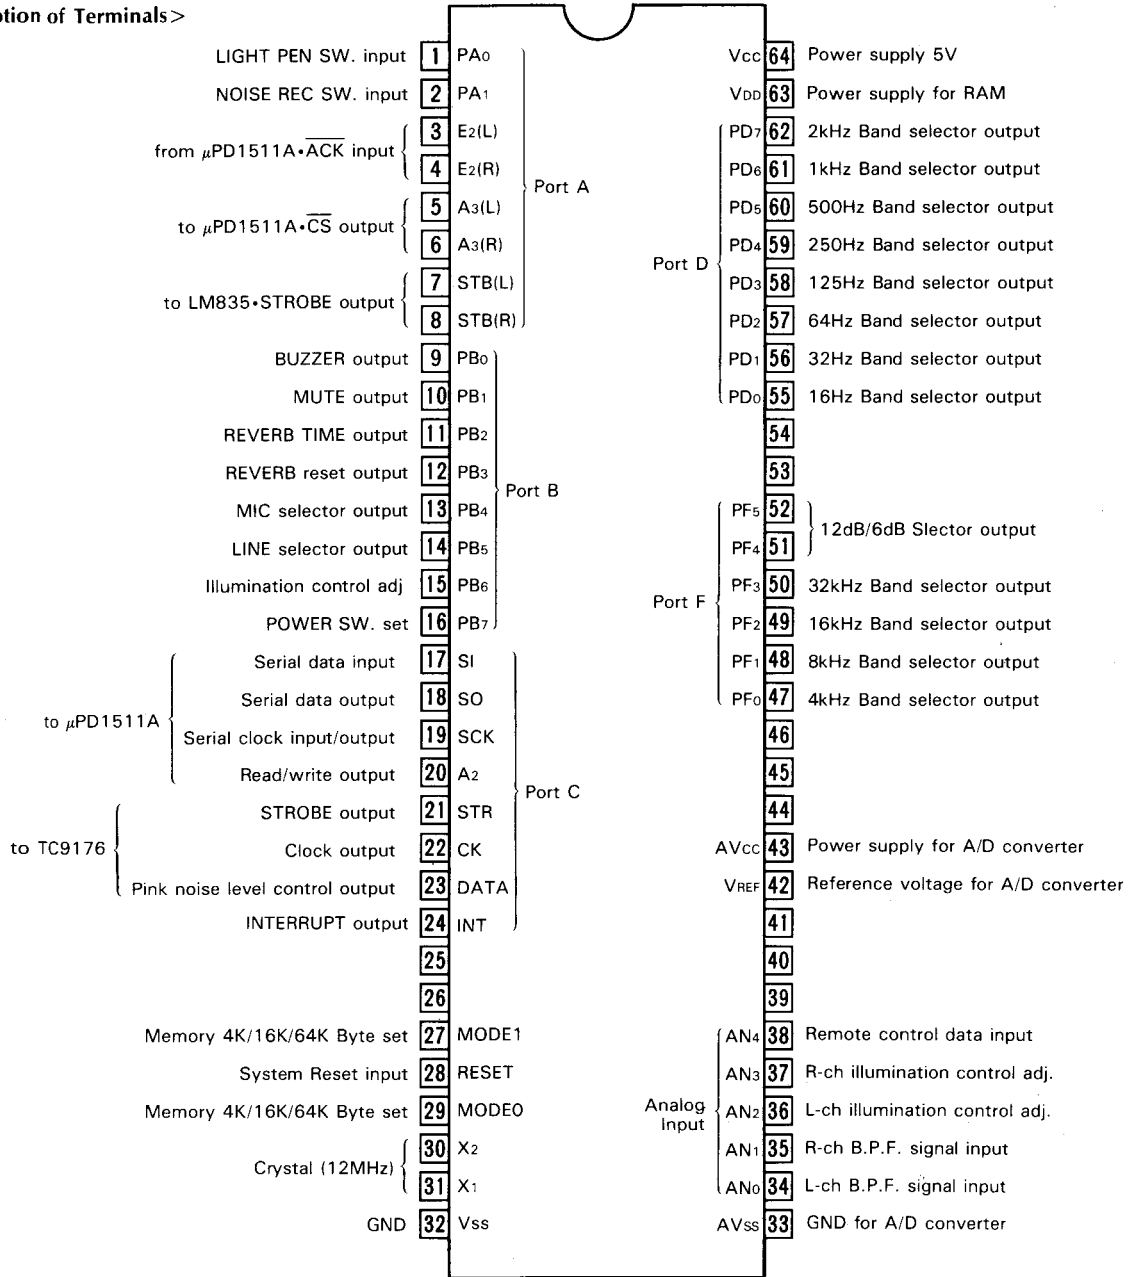 otion of Terminals>
LIGHT PEN SW. input 1 PA0
NOISE REC SW. input 2 PA1
from μPD1511A•A̅C̅K̅ input
3 E2(L)
4 E2(R)
to μPD1511A•C̅S̅ output
5 A3(L)
6 A3(R)
to LM835•STROBE output
7 STB(L)
8 STB(R)
Port A
BUZZER output 9 PB0
MUTE output 10 PB1
REVERB TIME output 11 PB2
REVERB reset output 12 PB3
MIC selector output 13 PB4
LINE selector output 14 PB5
Illumination control adj 15 PB6
POWER SW. set 16 PB7
Port B
to μPD1511A
Serial data input 17 SI
Serial data output 18 SO
Serial clock input/output 19 SCK
Read/write output 20 A2
to TC9176
STROBE output 21 STR
Clock output 22 CK
Pink noise level control output 23 DATA
INTERRUPT output 24 INT
Port C
25
26
Memory 4K/16K/64K Byte set 27 MODE1
System Reset input 28 RESET
Memory 4K/16K/64K Byte set 29 MODE0
Crystal (12MHz)
30 X2
31 X1
GND 32 Vss
Vcc 64 Power supply 5V
VDD 63 Power supply for RAM
Port D
PD7 62 2kHz Band selector output
PD6 61 1kHz Band selector output
PD5 60 500Hz Band selector output
PD4 59 250Hz Band selector output
PD3 58 125Hz Band selector output
PD2 57 64Hz Band selector output
PD1 56 32Hz Band selector output
PD0 55 16Hz Band selector output
54
53
Port F
PF5 52
PF4 51
12dB/6dB Slector output
PF3 50 32kHz Band selector output
PF2 49 16kHz Band selector output
PF1 48 8kHz Band selector output
PF0 47 4kHz Band selector output
46
45
44
AVcc 43 Power supply for A/D converter
VREF 42 Reference voltage for A/D converter
41
40
39
Analog
Input
AN4 38 Remote control data input
AN3 37 R-ch illumination control adj.
AN2 36 L-ch illumination control adj.
AN1 35 R-ch B.P.F. signal input
AN0 34 L-ch B.P.F. signal input
AVss 33 GND for A/D converter